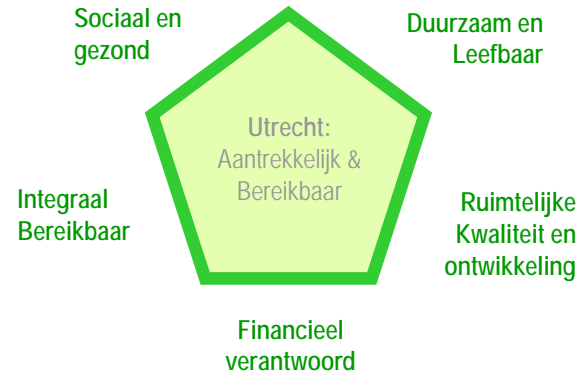 Sociaal en
gezond
Duurzaam en
Leefbaar
Utrecht:
Aantrekkelijk &
Bereikbaar
Integraal
Bereikbaar
Ruimtelijke
Kwaliteit en
ontwikkeling
Financieel
verantwoord